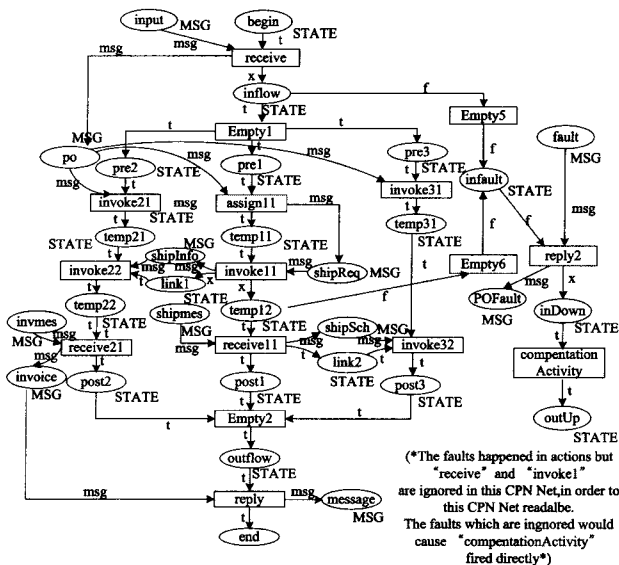 input
MSG
begin
STATE
msg
t
msg
receive
x
inflow
f
t
STATE
Empty5
Empty1
t
t
t
fault
MSG
po
MSG
pre2
STATE
msg
pre1
STATE
msg
pre3
STATE
f
infault
STATE
msg
t
t
t
invoke21
msg
assign11
msg
invoke31
f
msg
t
STATE
t
STATE
t
temp21
temp11
temp31
STATE
f
reply2
STATE
t
MSG
shipInfo
t
STATE
t
invoke22
msg
msg
invoke11
msg
shipReq
MSG
Empty6
msg
x
t
link1
t
x
POFault
MSG
inDown
STATE
temp22
STATE
STATE
shipmes
temp12
f
invmes
MSG
msg
t
STATE
MSG
msg
t
STATE
shipSch
MSG
t
receive21
receive11
msg
msg
invoke32
compentation
Activity
msg
t
t
t
link2
t
t
invoice
MSG
post2
STATE
post1
STATE
STATE
post3
STATE
t
outUp
STATE
t
t
t
Empty2
t
outflow
t
STATE
msg
reply
msg
message
MSG
t
end
(*The faults happened in actions but
“receive” and “invoke1”
are ignored in this CPN Net,in order to
this CPN Net readalbe.
The faults which are ingnored would
cause “compentationActivity”
fired directly*)